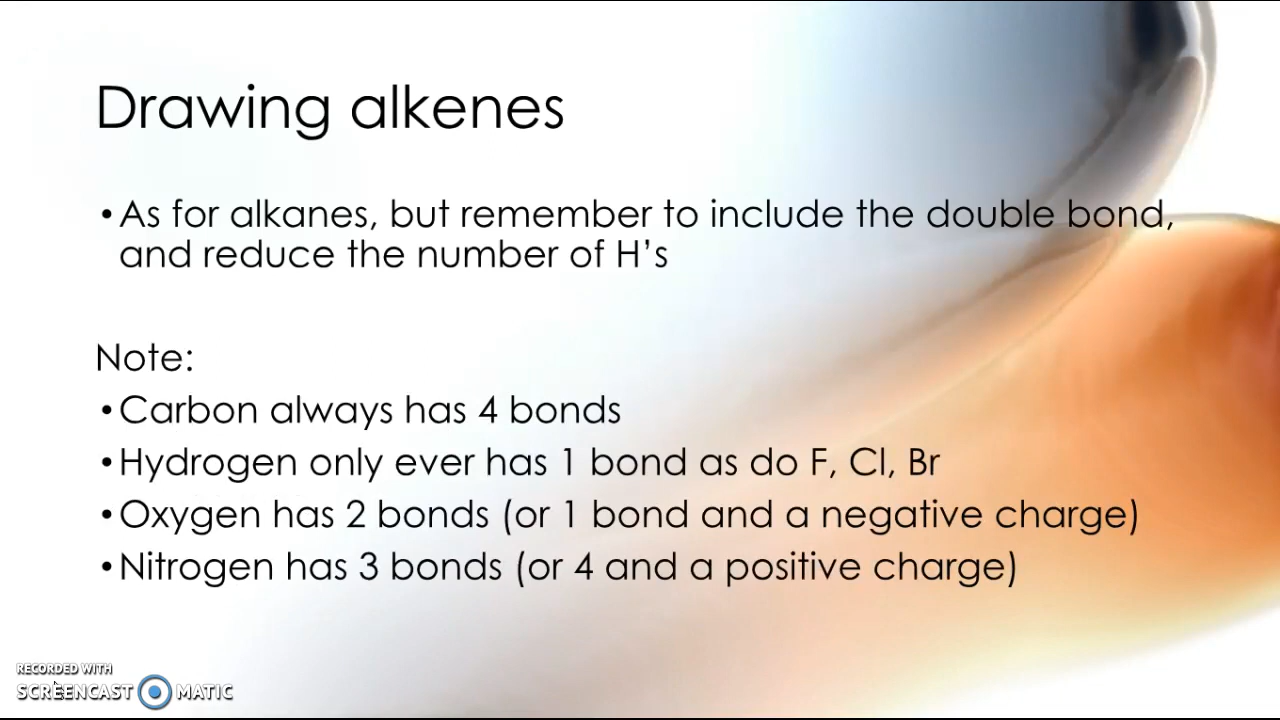 Drawing alkenes
•As for alkanes, but remember to include the double bond,
and reduce the number of H’s
Note:
•Carbon always has 4 bonds
•Hydrogen only ever has 1 bond as do F, Cl, Br
•Oxygen has 2 bonds (or 1 bond and a negative charge)
•Nitrogen has 3 bonds (or 4 and a positive charge)
RECORDED WITH
SCREENCAST MATIC